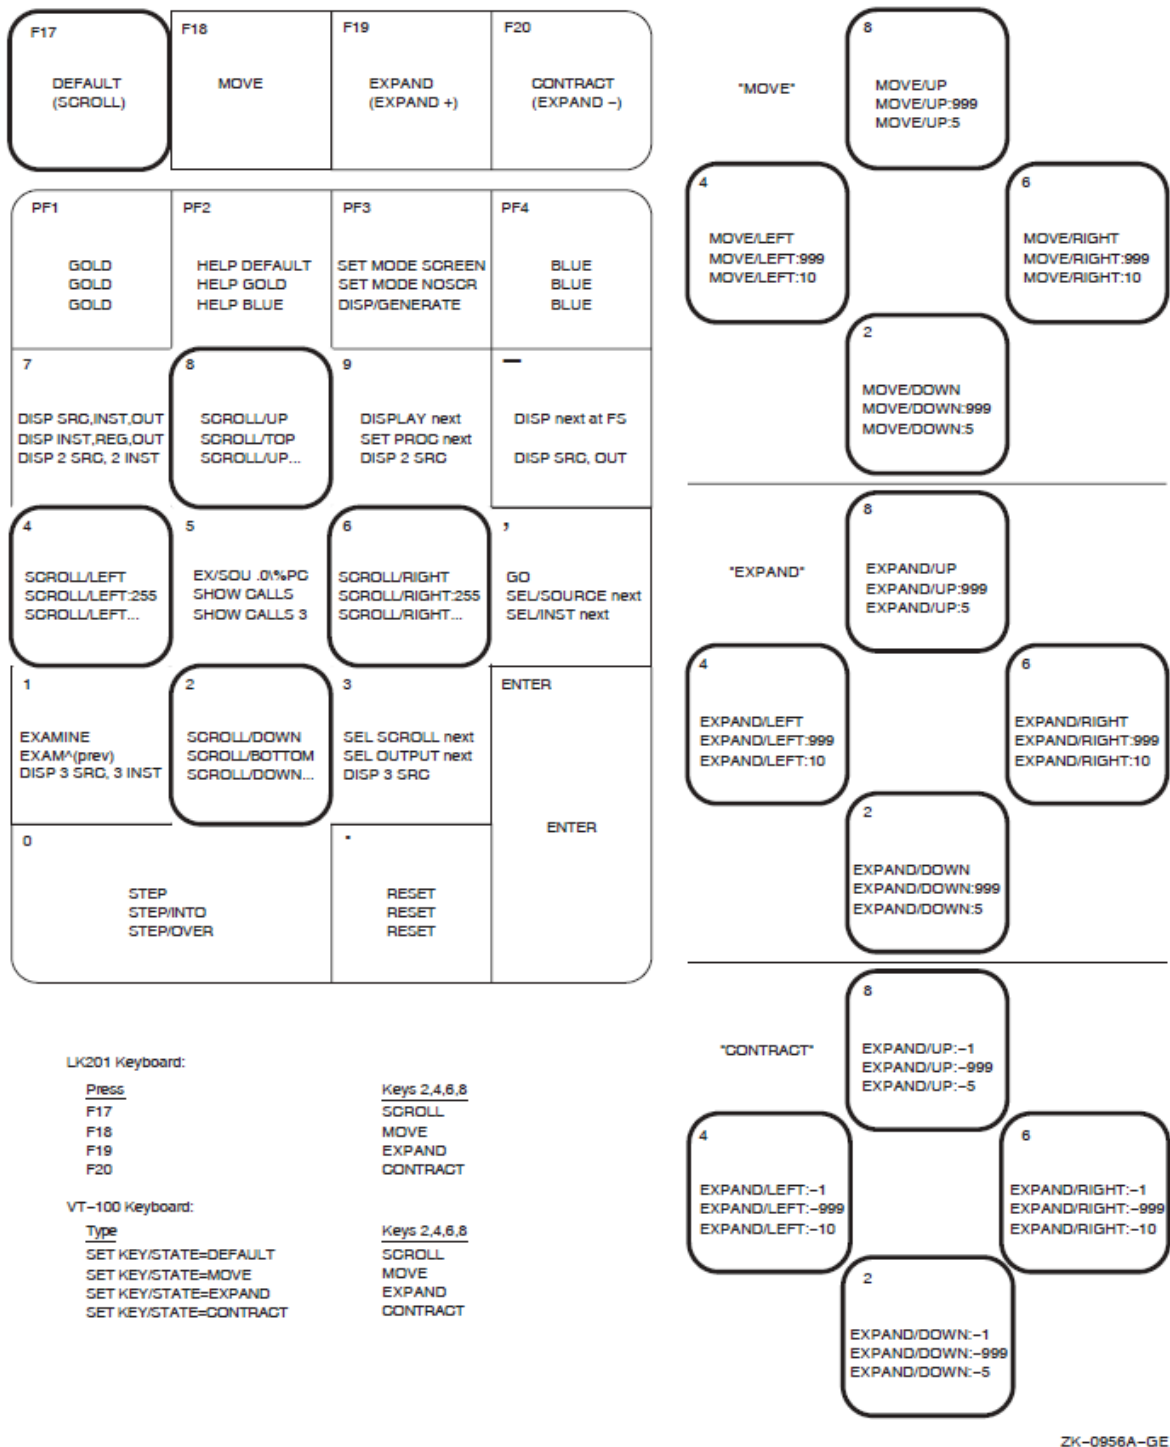 F17
DEFAULT
(SCROLL)
F18
MOVE
F19
EXPAND
(EXPAND +)
F20
CONTRACT
(EXPAND –)
PF1
GOLD
GOLD
GOLD
PF2
HELP DEFAULT
HELP GOLD
HELP BLUE
PF3
SET MODE SCREEN
SET MODE NOSCR
DISP/GENERATE
PF4
BLUE
BLUE
BLUE
7
DISP SRC,INST,OUT
DISP INST,REG,OUT
DISP 2 SRC, 2 INST
8
SCROLL/UP
SCROLL/TOP
SCROLL/UP...
9
DISPLAY next
SET PROC next
DISP 2 SRC
–
DISP next at FS
DISP SRC, OUT
4
SCROLL/LEFT
SCROLL/LEFT:255
SCROLL/LEFT...
5
EX/SOU .0\%PC
SHOW CALLS
SHOW CALLS 3
6
SCROLL/RIGHT
SCROLL/RIGHT:255
SCROLL/RIGHT...
,
GO
SEL/SOURCE next
SEL/INST next
1
EXAMINE
EXAM^(prev)
DISP 3 SRC, 3 INST
2
SCROLL/DOWN
SCROLL/BOTTOM
SCROLL/DOWN...
3
SEL SCROLL next
SEL OUTPUT next
DISP 3 SRC
ENTER
ENTER
0
STEP
STEP/INTO
STEP/OVER
.
RESET
RESET
RESET
LK201 Keyboard:
Press Keys 2,4,6,8
F17 SCROLL
F18 MOVE
F19 EXPAND
F20 CONTRACT
VT–100 Keyboard:
Type Keys 2,4,6,8
SET KEY/STATE=DEFAULT SCROLL
SET KEY/STATE=MOVE MOVE
SET KEY/STATE=EXPAND EXPAND
SET KEY/STATE=CONTRACT CONTRACT
"MOVE"
8
MOVE/UP
MOVE/UP:999
MOVE/UP:5
4
MOVE/LEFT
MOVE/LEFT:999
MOVE/LEFT:10
6
MOVE/RIGHT
MOVE/RIGHT:999
MOVE/RIGHT:10
2
MOVE/DOWN
MOVE/DOWN:999
MOVE/DOWN:5
"EXPAND"
8
EXPAND/UP
EXPAND/UP:999
EXPAND/UP:5
4
EXPAND/LEFT
EXPAND/LEFT:999
EXPAND/LEFT:10
6
EXPAND/RIGHT
EXPAND/RIGHT:999
EXPAND/RIGHT:10
2
EXPAND/DOWN
EXPAND/DOWN:999
EXPAND/DOWN:5
"CONTRACT"
8
EXPAND/UP:–1
EXPAND/UP:–999
EXPAND/UP:–5
4
EXPAND/LEFT:–1
EXPAND/LEFT:–999
EXPAND/LEFT:–10
6
EXPAND/RIGHT:–1
EXPAND/RIGHT:–999
EXPAND/RIGHT:–10
2
EXPAND/DOWN:–1
EXPAND/DOWN:–999
EXPAND/DOWN:–5
ZK–0956A–GE